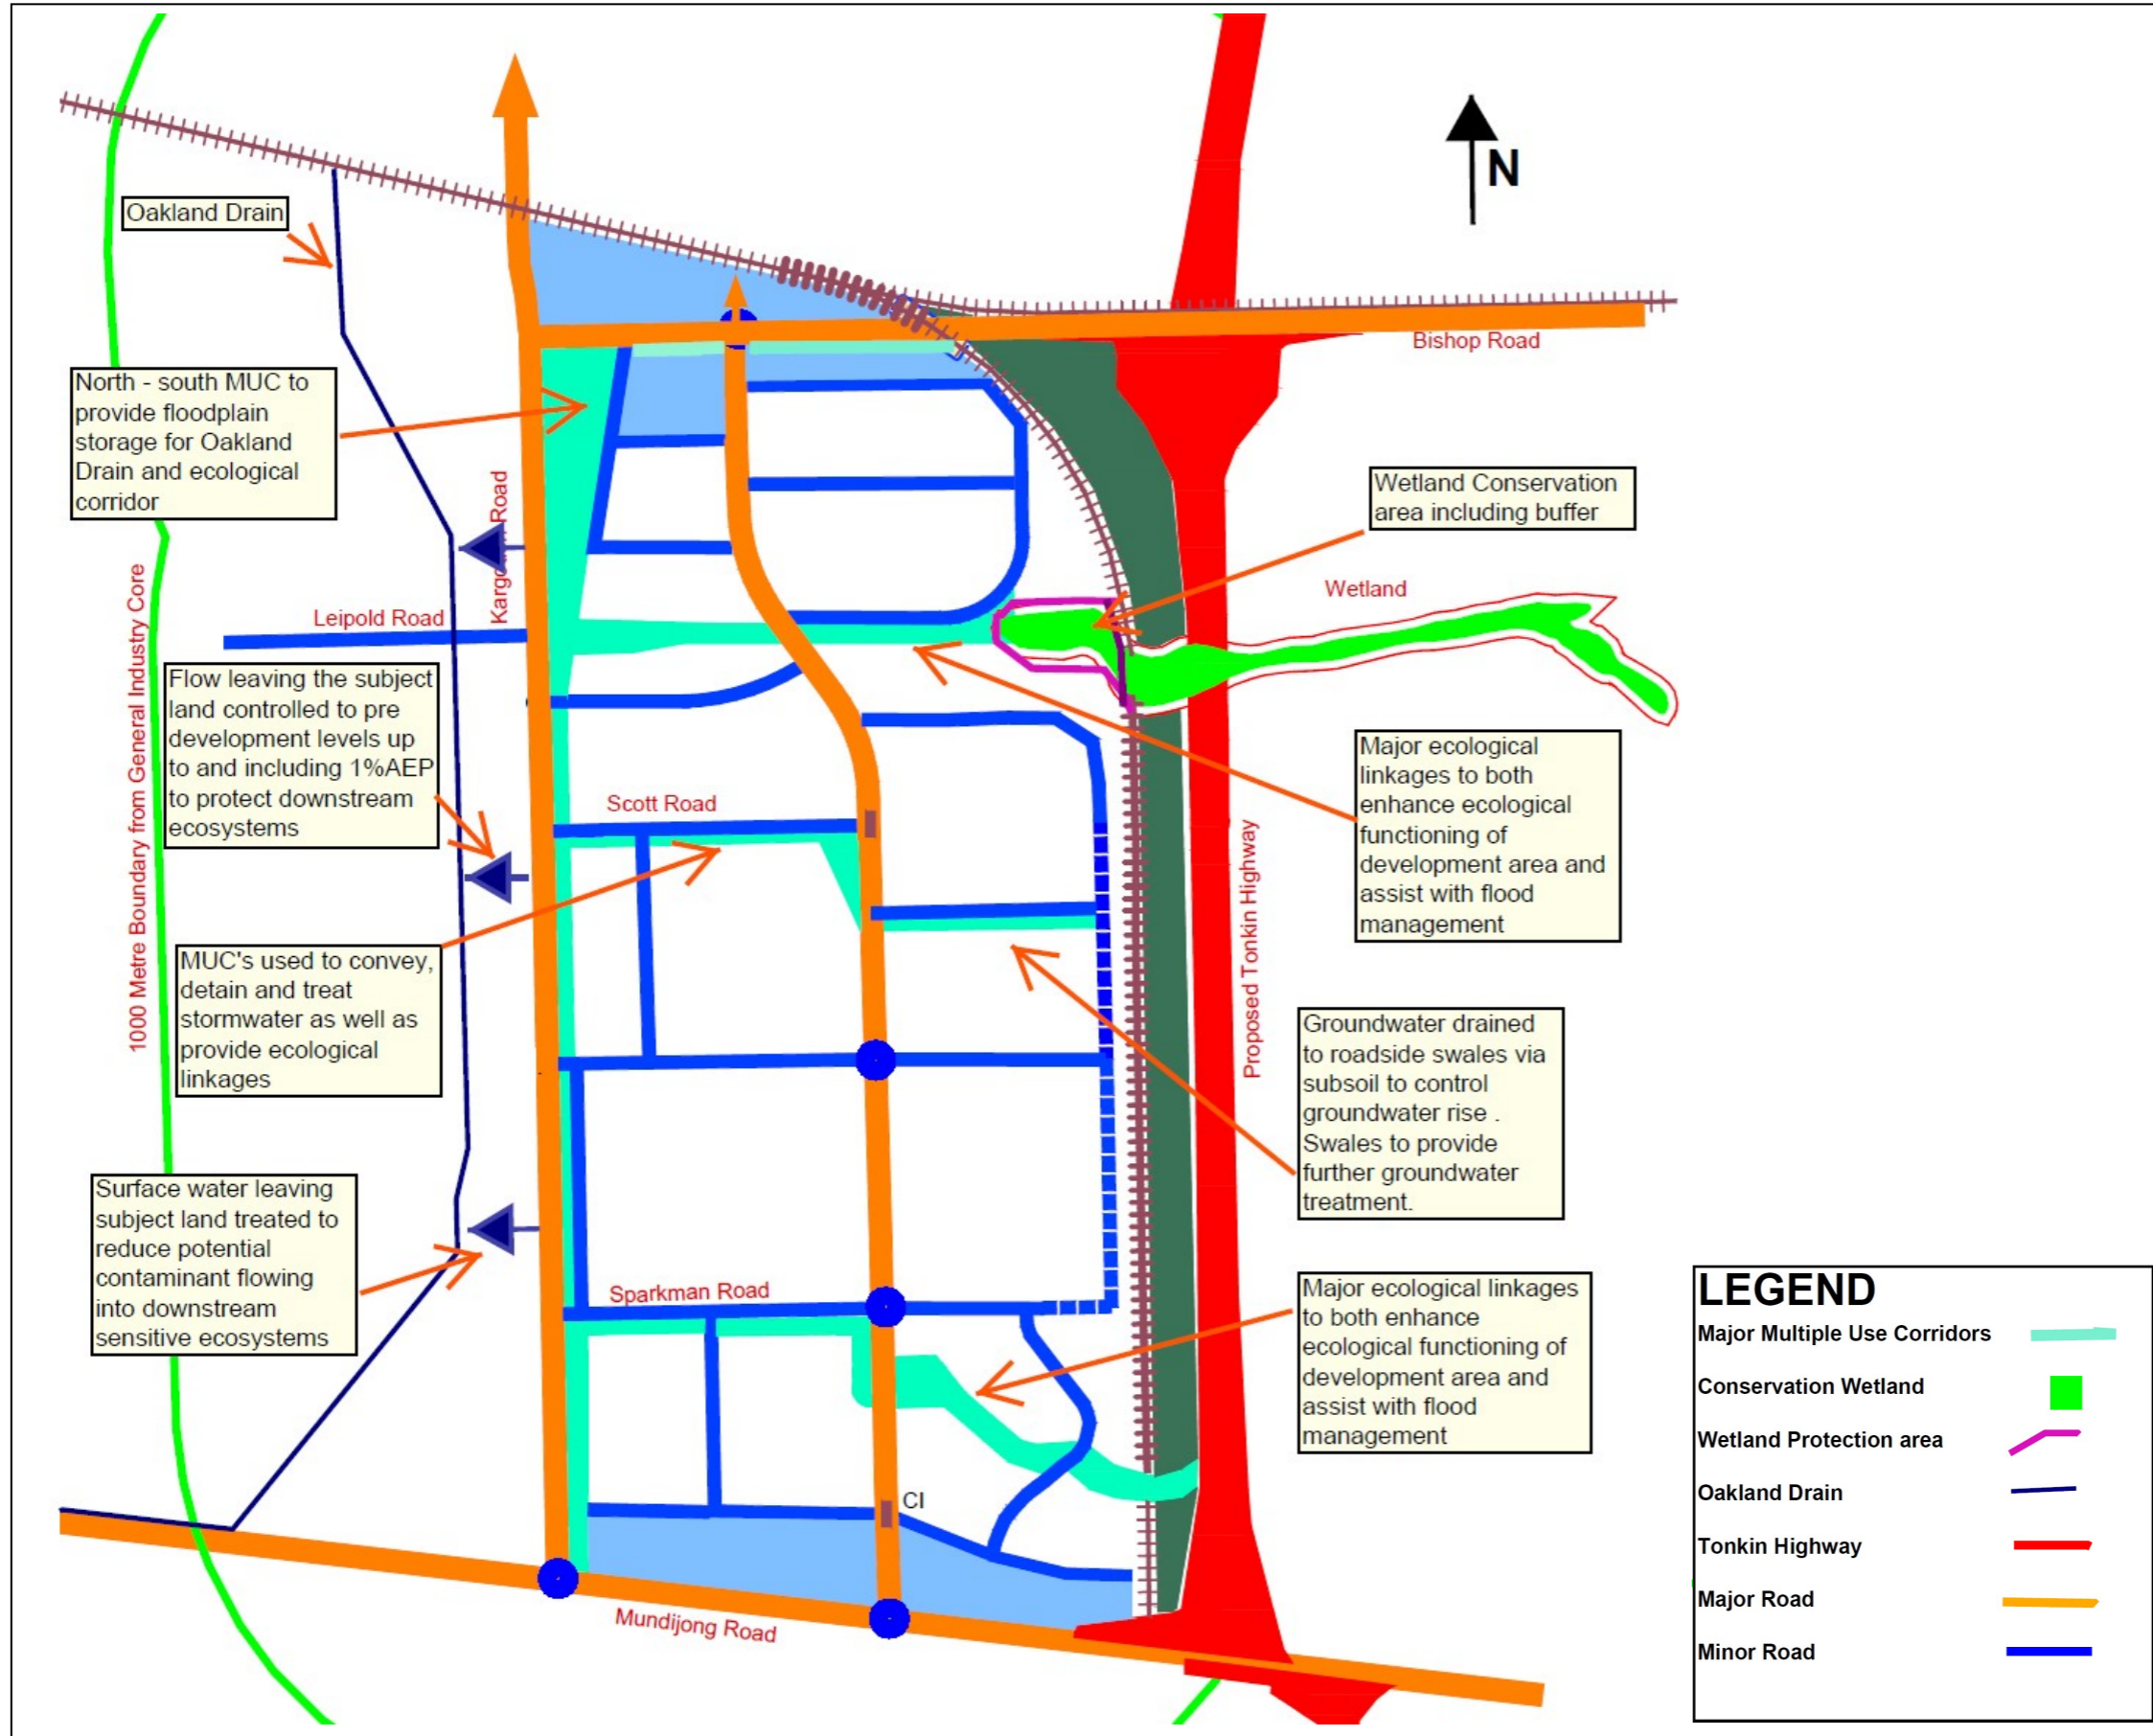 Oakland Drain
N
Bishop Road
North - south MUC to
provide floodplain
storage for Oakland
Drain and ecological
corridor
Road
Wetland Conservation
area including buffer
Wetland
Leipold Road
1000 Metre Boundary from General Industry Core
Flow leaving the subject
land controlled to pre
development levels up
to and including 1%AEP
to protect downstream
ecosystems
Major ecological
linkages to both
enhance ecological
functioning of
development area and
assist with flood
management
Scott Road
Proposed Tonkin Highway
MUC's used to convey,
detain and treat
stormwater as well as
provide ecological
linkages
Groundwater drained
to roadside swales via
subsoil to control
groundwater rise .
Swales to provide
further groundwater
treatment.
Surface water leaving
subject land treated to
reduce potential
contaminant flowing
into downstream
sensitive ecosystems
Sparkman Road
Major ecological linkages
to both enhance
ecological functioning of
development area and
assist with flood
management
CI
Mundijong Road
LEGEND
Major Multiple Use Corridors
Conservation Wetland
Wetland Protection area
Oakland Drain
Tonkin Highway
Major Road
Minor Road